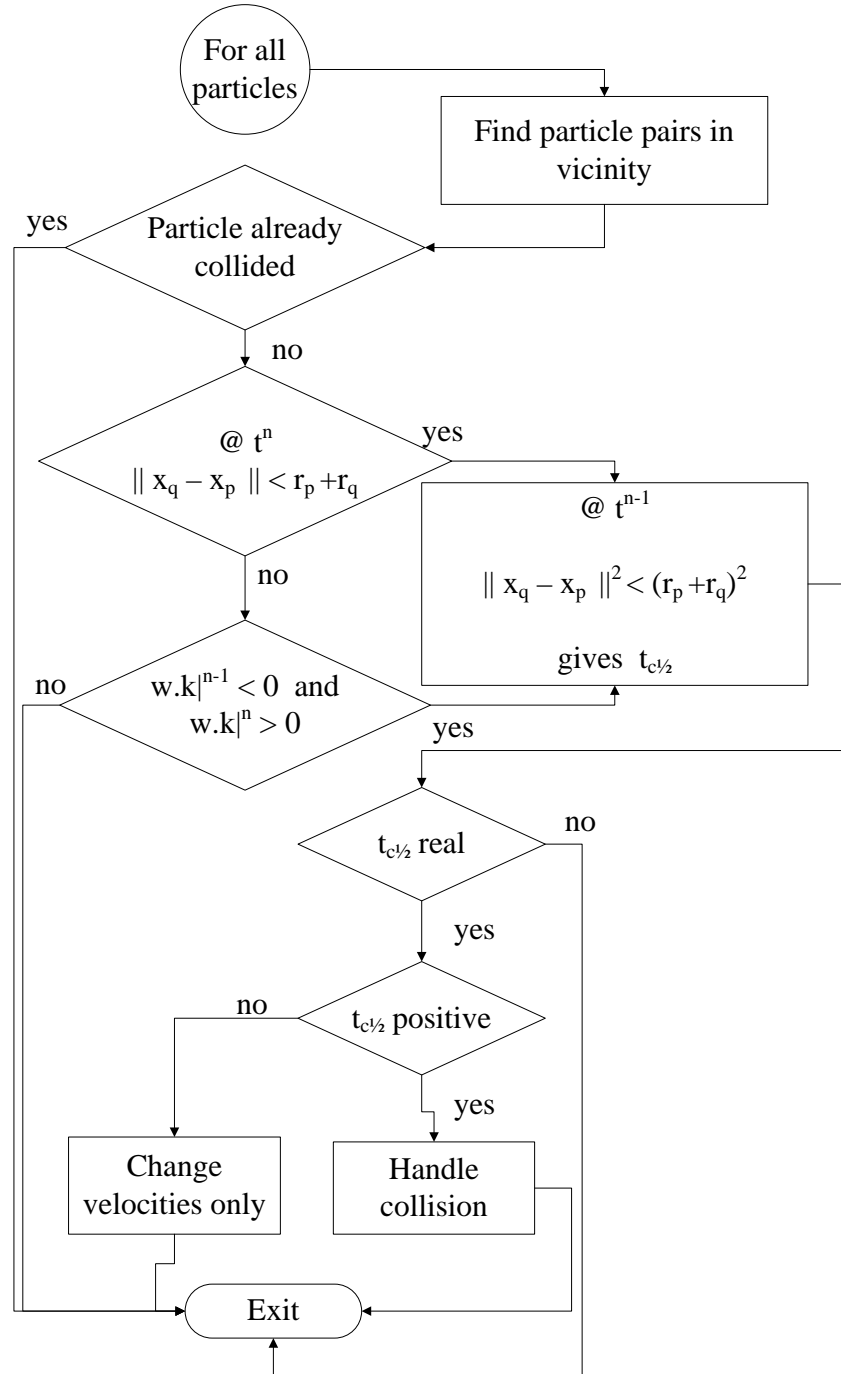 For all
particles
Find particle pairs in
vicinity
yes
Particle already
collided
no
@ tⁿ
|| x_q – x_p || < r_p +r_q
yes
no
@ tⁿ⁻¹
|| x_q – x_p ||² < (r_p +r_q)²
gives t_c½
no
w.k|ⁿ⁻¹ < 0 and
w.k|ⁿ > 0
yes
t_c½ real
no
yes
no
t_c½ positive
yes
Change
velocities only
Handle
collision
Exit